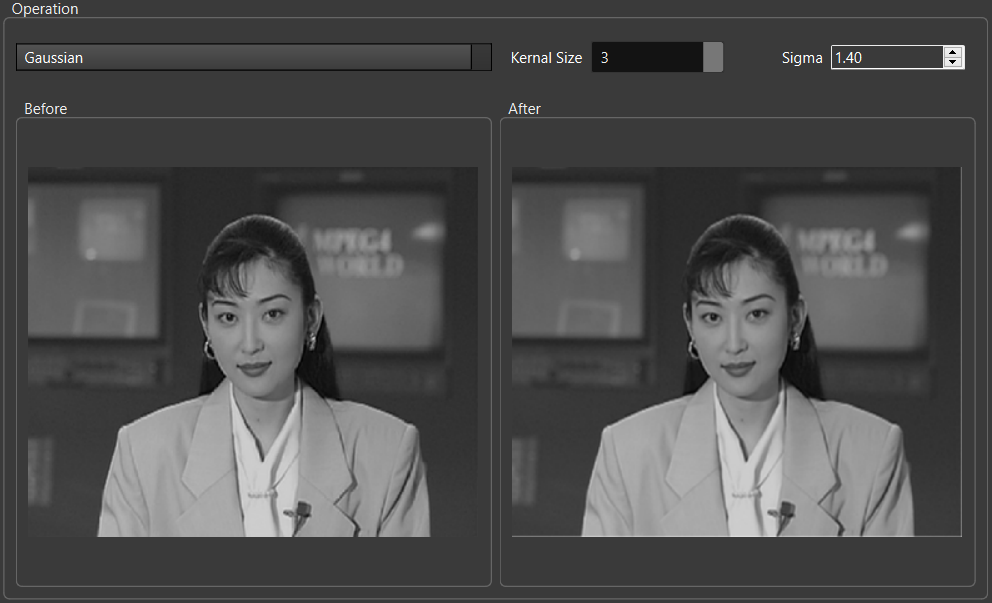 Operation
Gaussian
Kernal Size
3
Sigma
1.40
Before
After
MPEG4
WORLD
MPEG4
WORLD